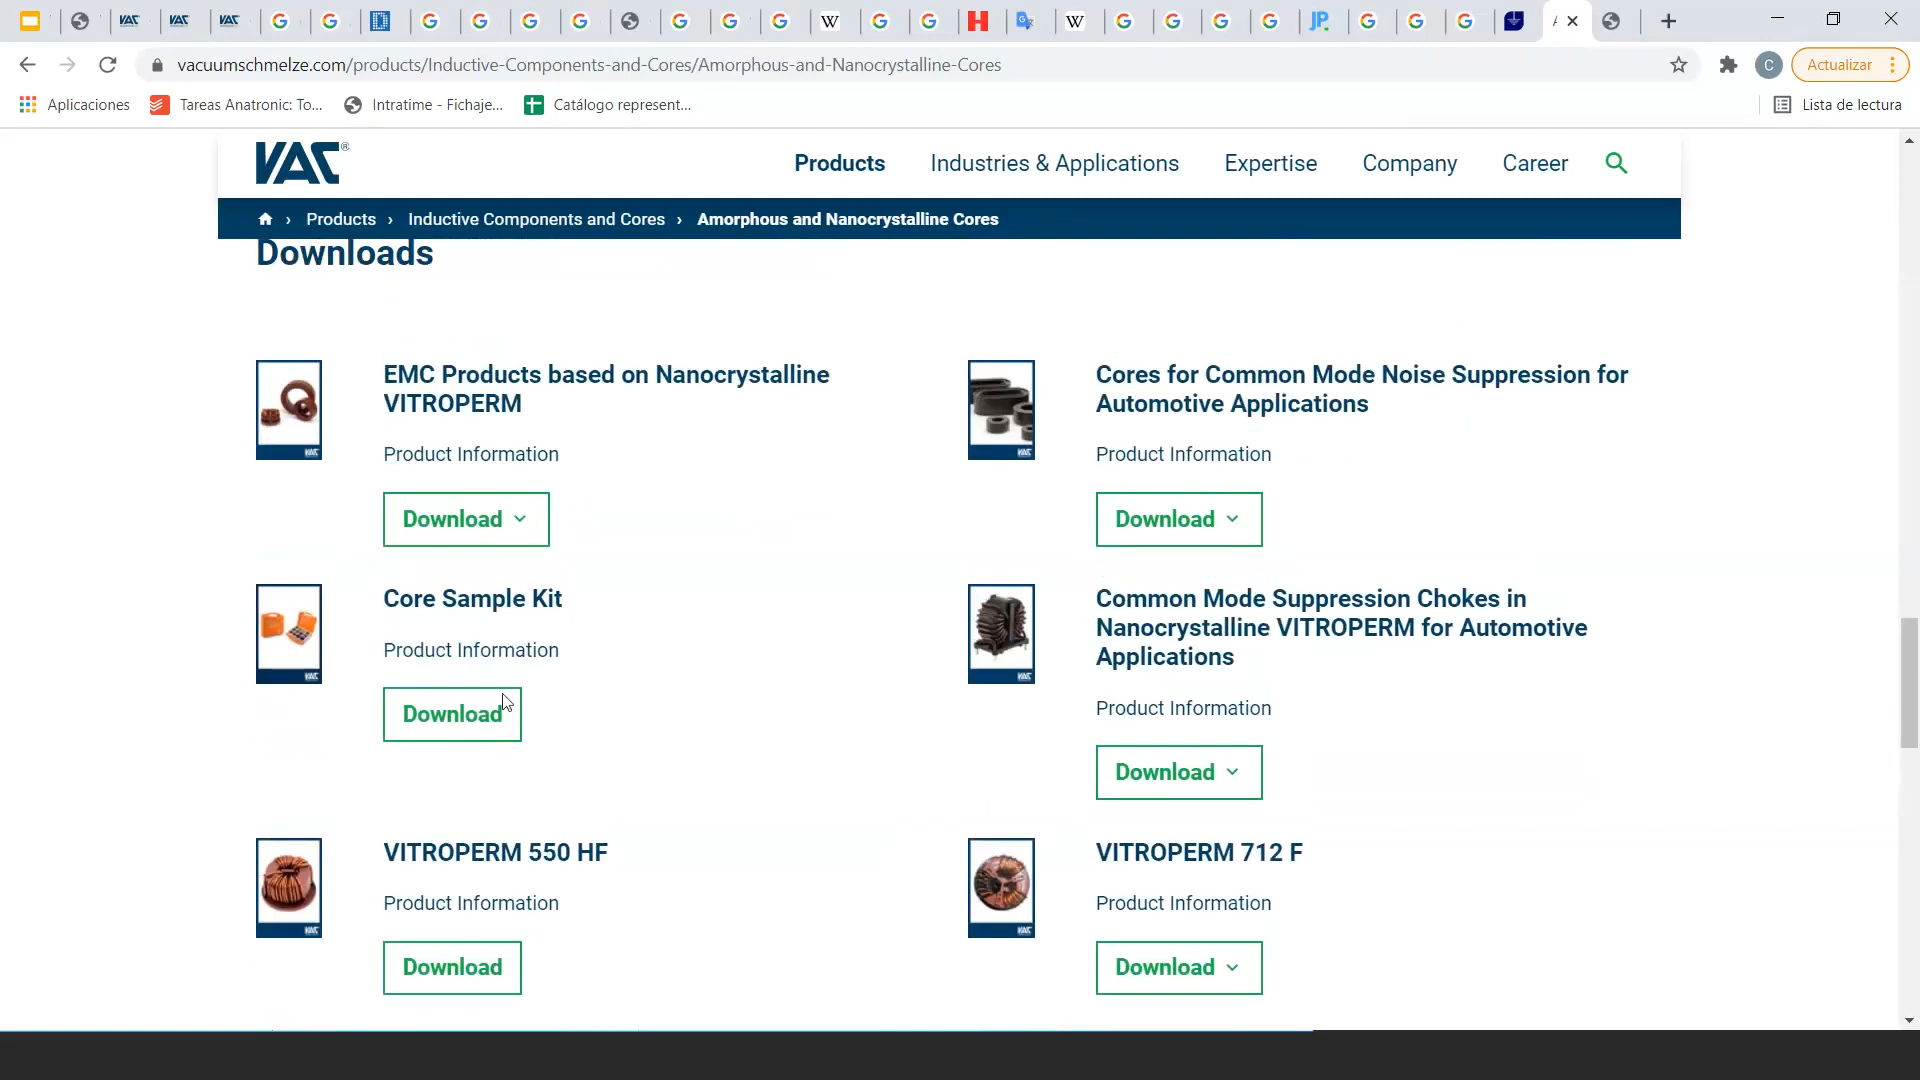 vacuumschmelze.com/products/Inductive-Components-and-Cores/Amorphous-and-Nanocrystalline-Cores
C
Actualizar
Aplicaciones
Tareas Anatronic: To...
Intratime - Fichaje...
Catálogo represent...
Lista de lectura
VAC®
Products
Industries & Applications
Expertise
Company
Career
Products › Inductive Components and Cores › Amorphous and Nanocrystalline Cores
Downloads
EMC Products based on Nanocrystalline
VITROPERM
Product Information
Download
Cores for Common Mode Noise Suppression for
Automotive Applications
Product Information
Download
Core Sample Kit
Product Information
Download
Common Mode Suppression Chokes in
Nanocrystalline VITROPERM for Automotive
Applications
Product Information
Download
VITROPERM 550 HF
Product Information
Download
VITROPERM 712 F
Product Information
Download